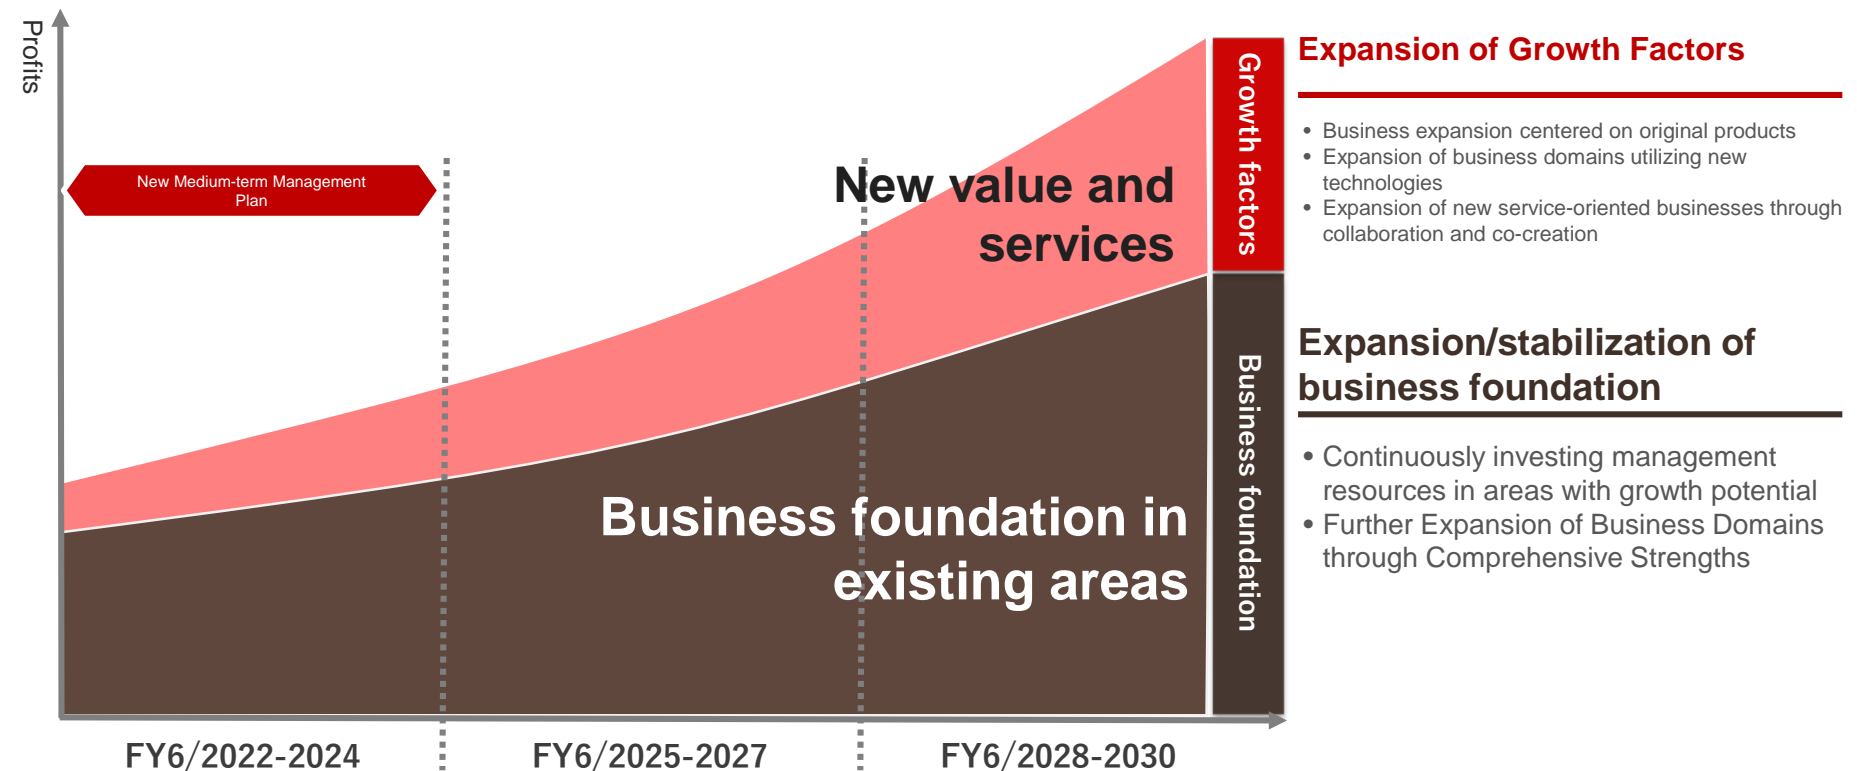 Profits
New Medium-term Management
Plan
New value and
services
Business foundation in
existing areas
Growth factors
Business foundation
FY6/2022-2024
FY6/2025-2027
FY6/2028-2030
Expansion of Growth Factors
• Business expansion centered on original products
• Expansion of business domains utilizing new
technologies
• Expansion of new service-oriented businesses through
collaboration and co-creation
Expansion/stabilization of
business foundation
• Continuously investing management
resources in areas with growth potential
• Further Expansion of Business Domains
through Comprehensive Strengths